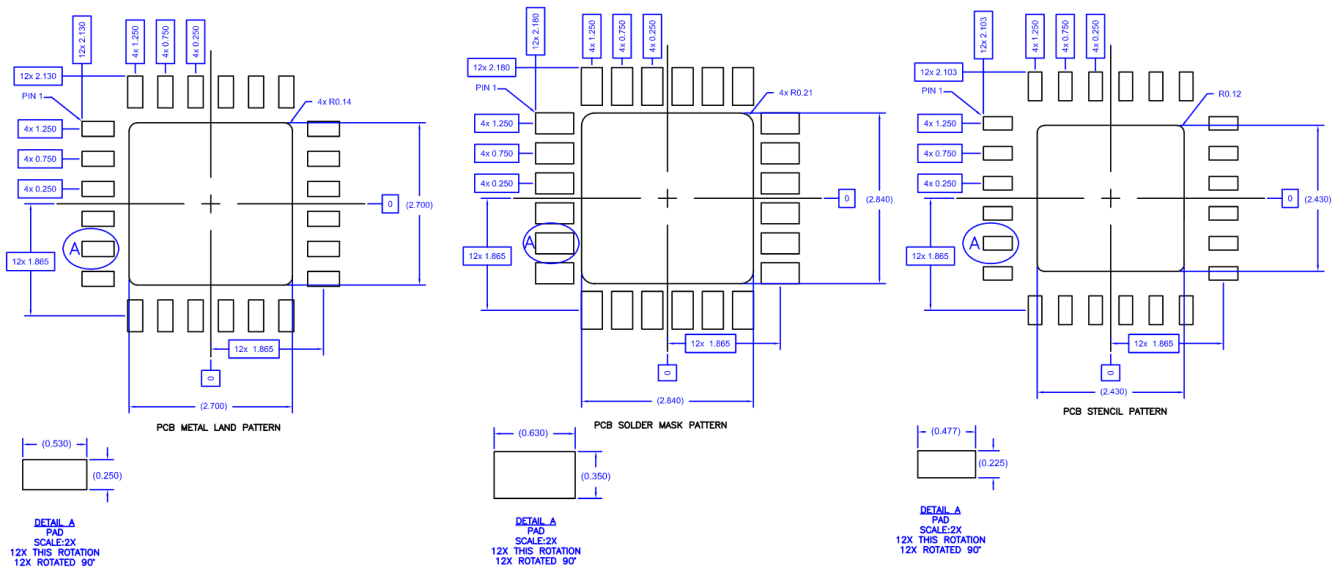 12x 2.130
4x 1.250
4x 0.750
4x 0.250
12x 2.130
PIN 1
4x R0.14
4x 1.250
4x 0.750
4x 0.250
0
(2.700)
A
12x 1.865
12x 1.865
0
(2.700)
PCB METAL LAND PATTERN
(0.530)
(0.250)
DETAIL A
PAD
SCALE:2X
12X THIS ROTATION
12X ROTATED 90°
12x 2.180
4x 1.250
4x 0.750
4x 0.250
12x 2.180
PIN 1
4x R0.21
4x 1.250
4x 0.750
4x 0.250
0
(2.840)
A
12x 1.865
12x 1.865
0
(2.840)
PCB SOLDER MASK PATTERN
(0.630)
(0.350)
DETAIL A
PAD
SCALE:2X
12X THIS ROTATION
12X ROTATED 90°
12x 2.103
4x 1.250
4x 0.750
4x 0.250
12x 2.103
PIN 1
R0.12
4x 1.250
4x 0.750
4x 0.250
0
(2.430)
A
12x 1.865
12x 1.865
0
(2.430)
PCB STENCIL PATTERN
(0.477)
(0.225)
DETAIL A
PAD
SCALE:2X
12X THIS ROTATION
12X ROTATED 90°